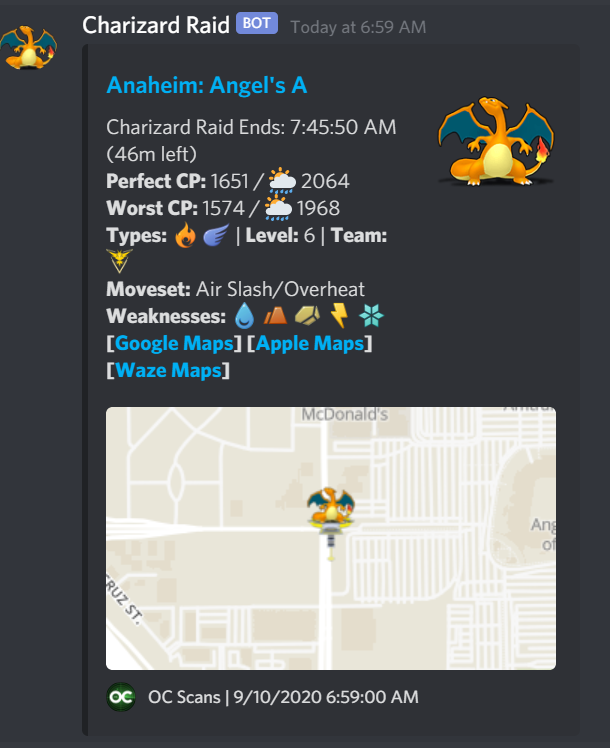 Charizard Raid BOT Today at 6:59 AM
Anaheim: Angel's A
Charizard Raid Ends: 7:45:50 AM
(46m left)
Perfect CP: 1651 / 2064
Worst CP: 1574 / 1968
Types: | Level: 6 | Team:
Moveset: Air Slash/Overheat
Weaknesses:
[Google Maps] [Apple Maps]
[Waze Maps]
McDonald's
Ang
of
RUZ ST.
OC OC Scans | 9/10/2020 6:59:00 AM